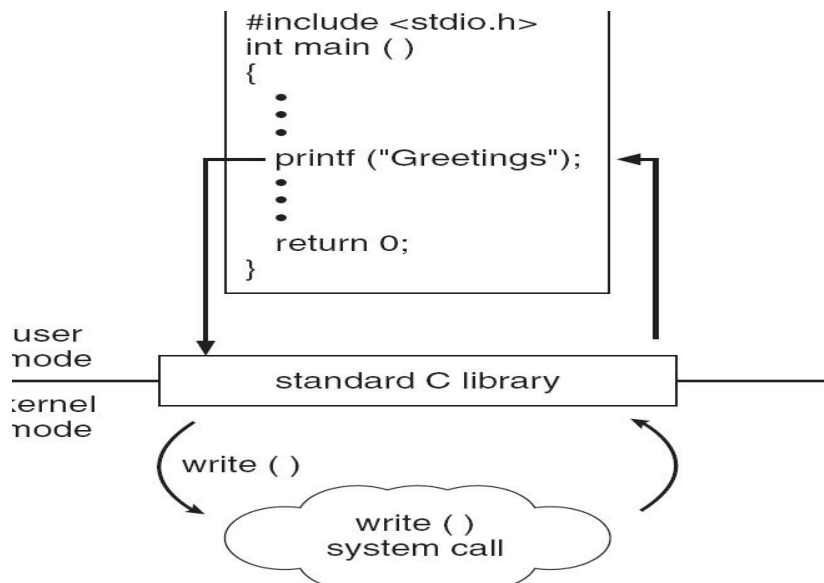 #include <stdio.h>
int main ( )
{
•
•
•
printf ("Greetings");
•
•
•
return 0;
}
user
mode
standard C library
kernel
mode
write ( )
write ( )
system call